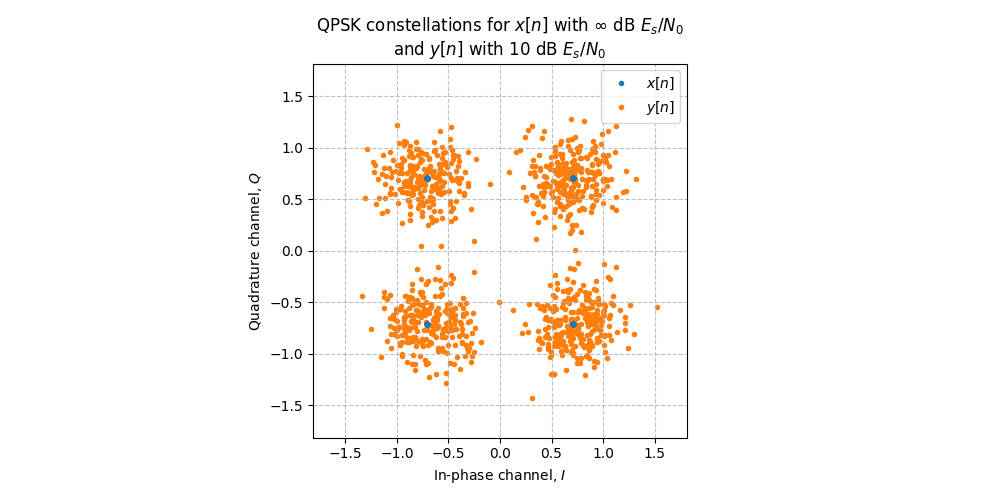 QPSK constellations for x[n] with ∞ dB Es/N0
and y[n] with 10 dB Es/N0
x[n]
y[n]
Quadrature channel, Q
1.5
1.0
0.5
0.0
−0.5
−1.0
−1.5
−1.5 −1.0 −0.5 0.0 0.5 1.0 1.5
In-phase channel, I